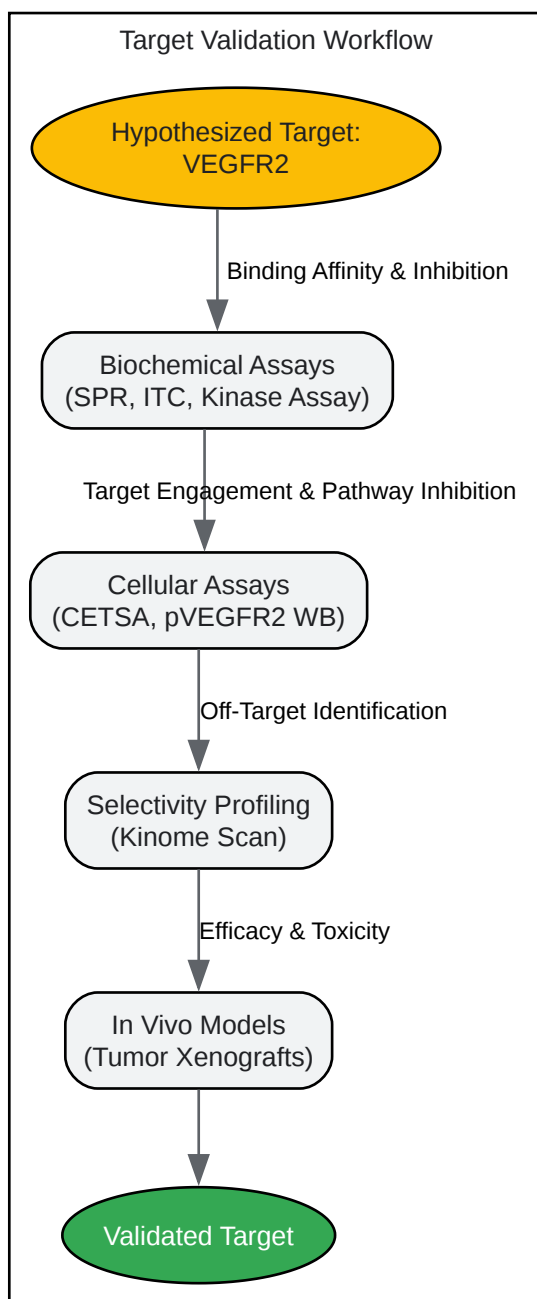 Target Validation Workflow
Hypothesized Target:
VEGFR2
Binding Affinity & Inhibition
Biochemical Assays
(SPR, ITC, Kinase Assay)
Target Engagement & Pathway Inhibition
Cellular Assays
(CETSA, pVEGFR2 WB)
Off-Target Identification
Selectivity Profiling
(Kinome Scan)
Efficacy & Toxicity
In Vivo Models
(Tumor Xenografts)
Validated Target